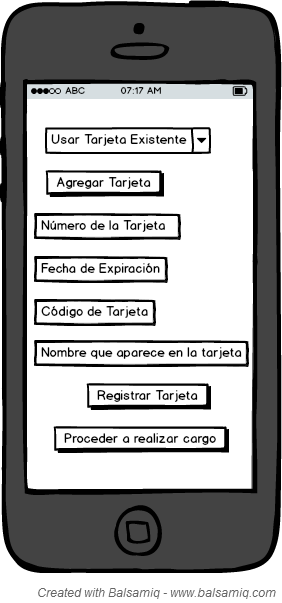 ABC 07:17 AM
Usar Tarjeta Existente
Agregar Tarjeta
Número de la Tarjeta
Fecha de Expiración
Código de Tarjeta
Nombre que aparece en la tarjeta
Registrar Tarjeta
Proceder a realizar cargo
Created with Balsamiq - www.balsamiq.com